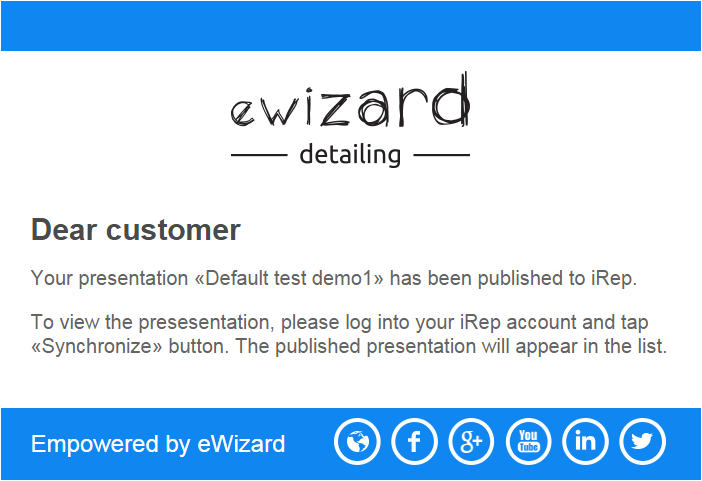 ewizard
detailing
Dear customer
Your presentation «Default test demo1» has been published to iRep.
To view the presesentation, please log into your iRep account and tap
«Synchronize» button. The published presentation will appear in the list.
Empowered by eWizard
f
g+
You
Tube
in